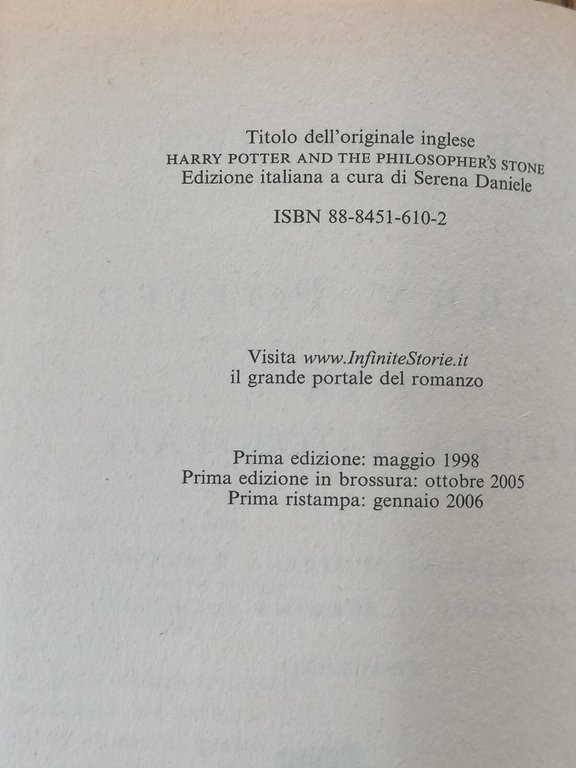 Titolo dell'originale inglese
HARRY POTTER AND THE PHILOSOPHER'S STONE
Edizione italiana a cura di Serena Daniele
ISBN 88-8451-610-2
Visita www.InfiniteStorie.it
il grande portale del romanzo
Prima edizione: maggio 1998
Prima edizione in brossura: ottobre 2005
Prima ristampa: gennaio 2006